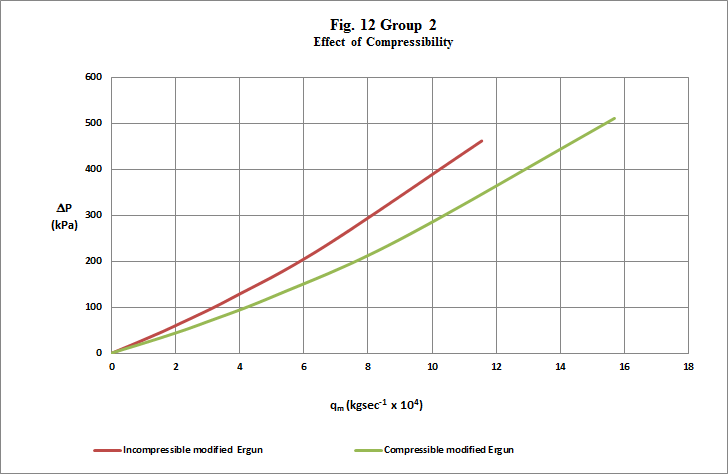 Fig. 12 Group 2
Effect of Compressibility
600
500
400
300
200
100
0
ΔP
(kPa)
0 2 4 6 8 10 12 14 16 18
qₘ (kgsec⁻¹ x 10⁴)
Incompressible modified Ergun
Compressible modified Ergun